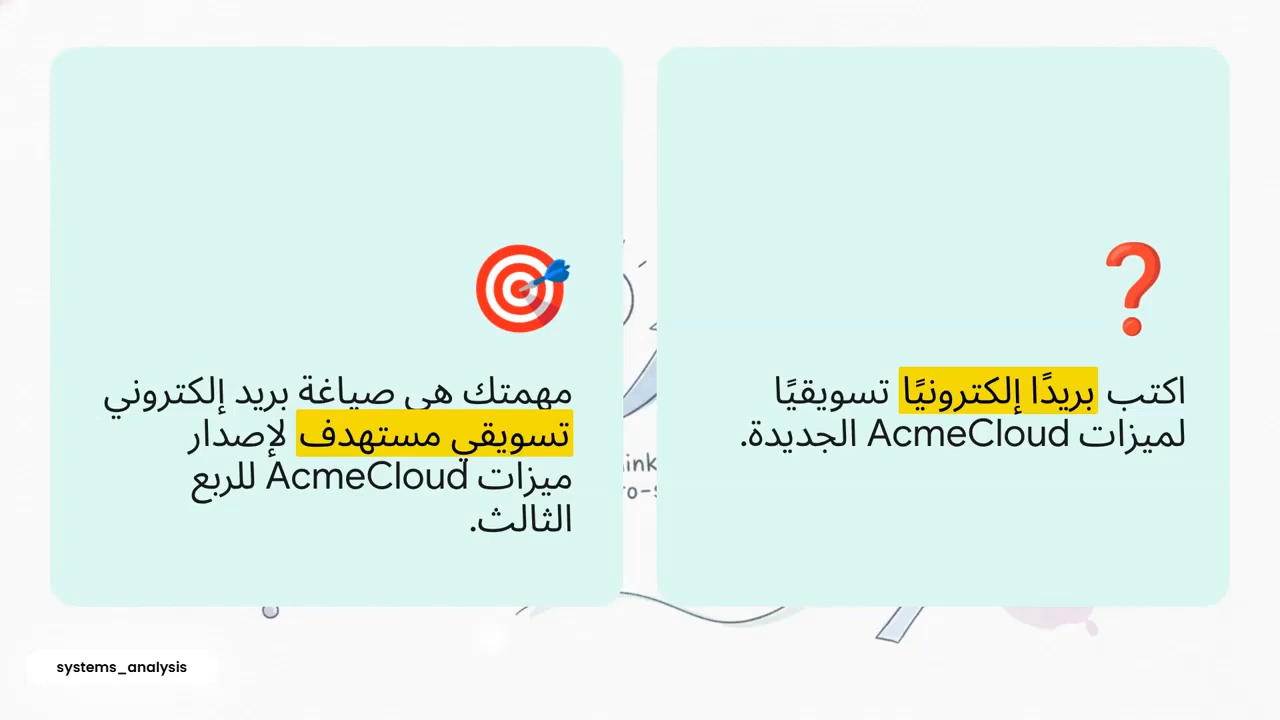 اكتب بريدًا إلكترونيًا تسويقيًا
لميزات AcmeCloud الجديدة.
مهمتك هي صياغة بريد إلكتروني
تسويقي مستهدف لإصدار
ميزات AcmeCloud للربع
الثالث.
systems_analysis